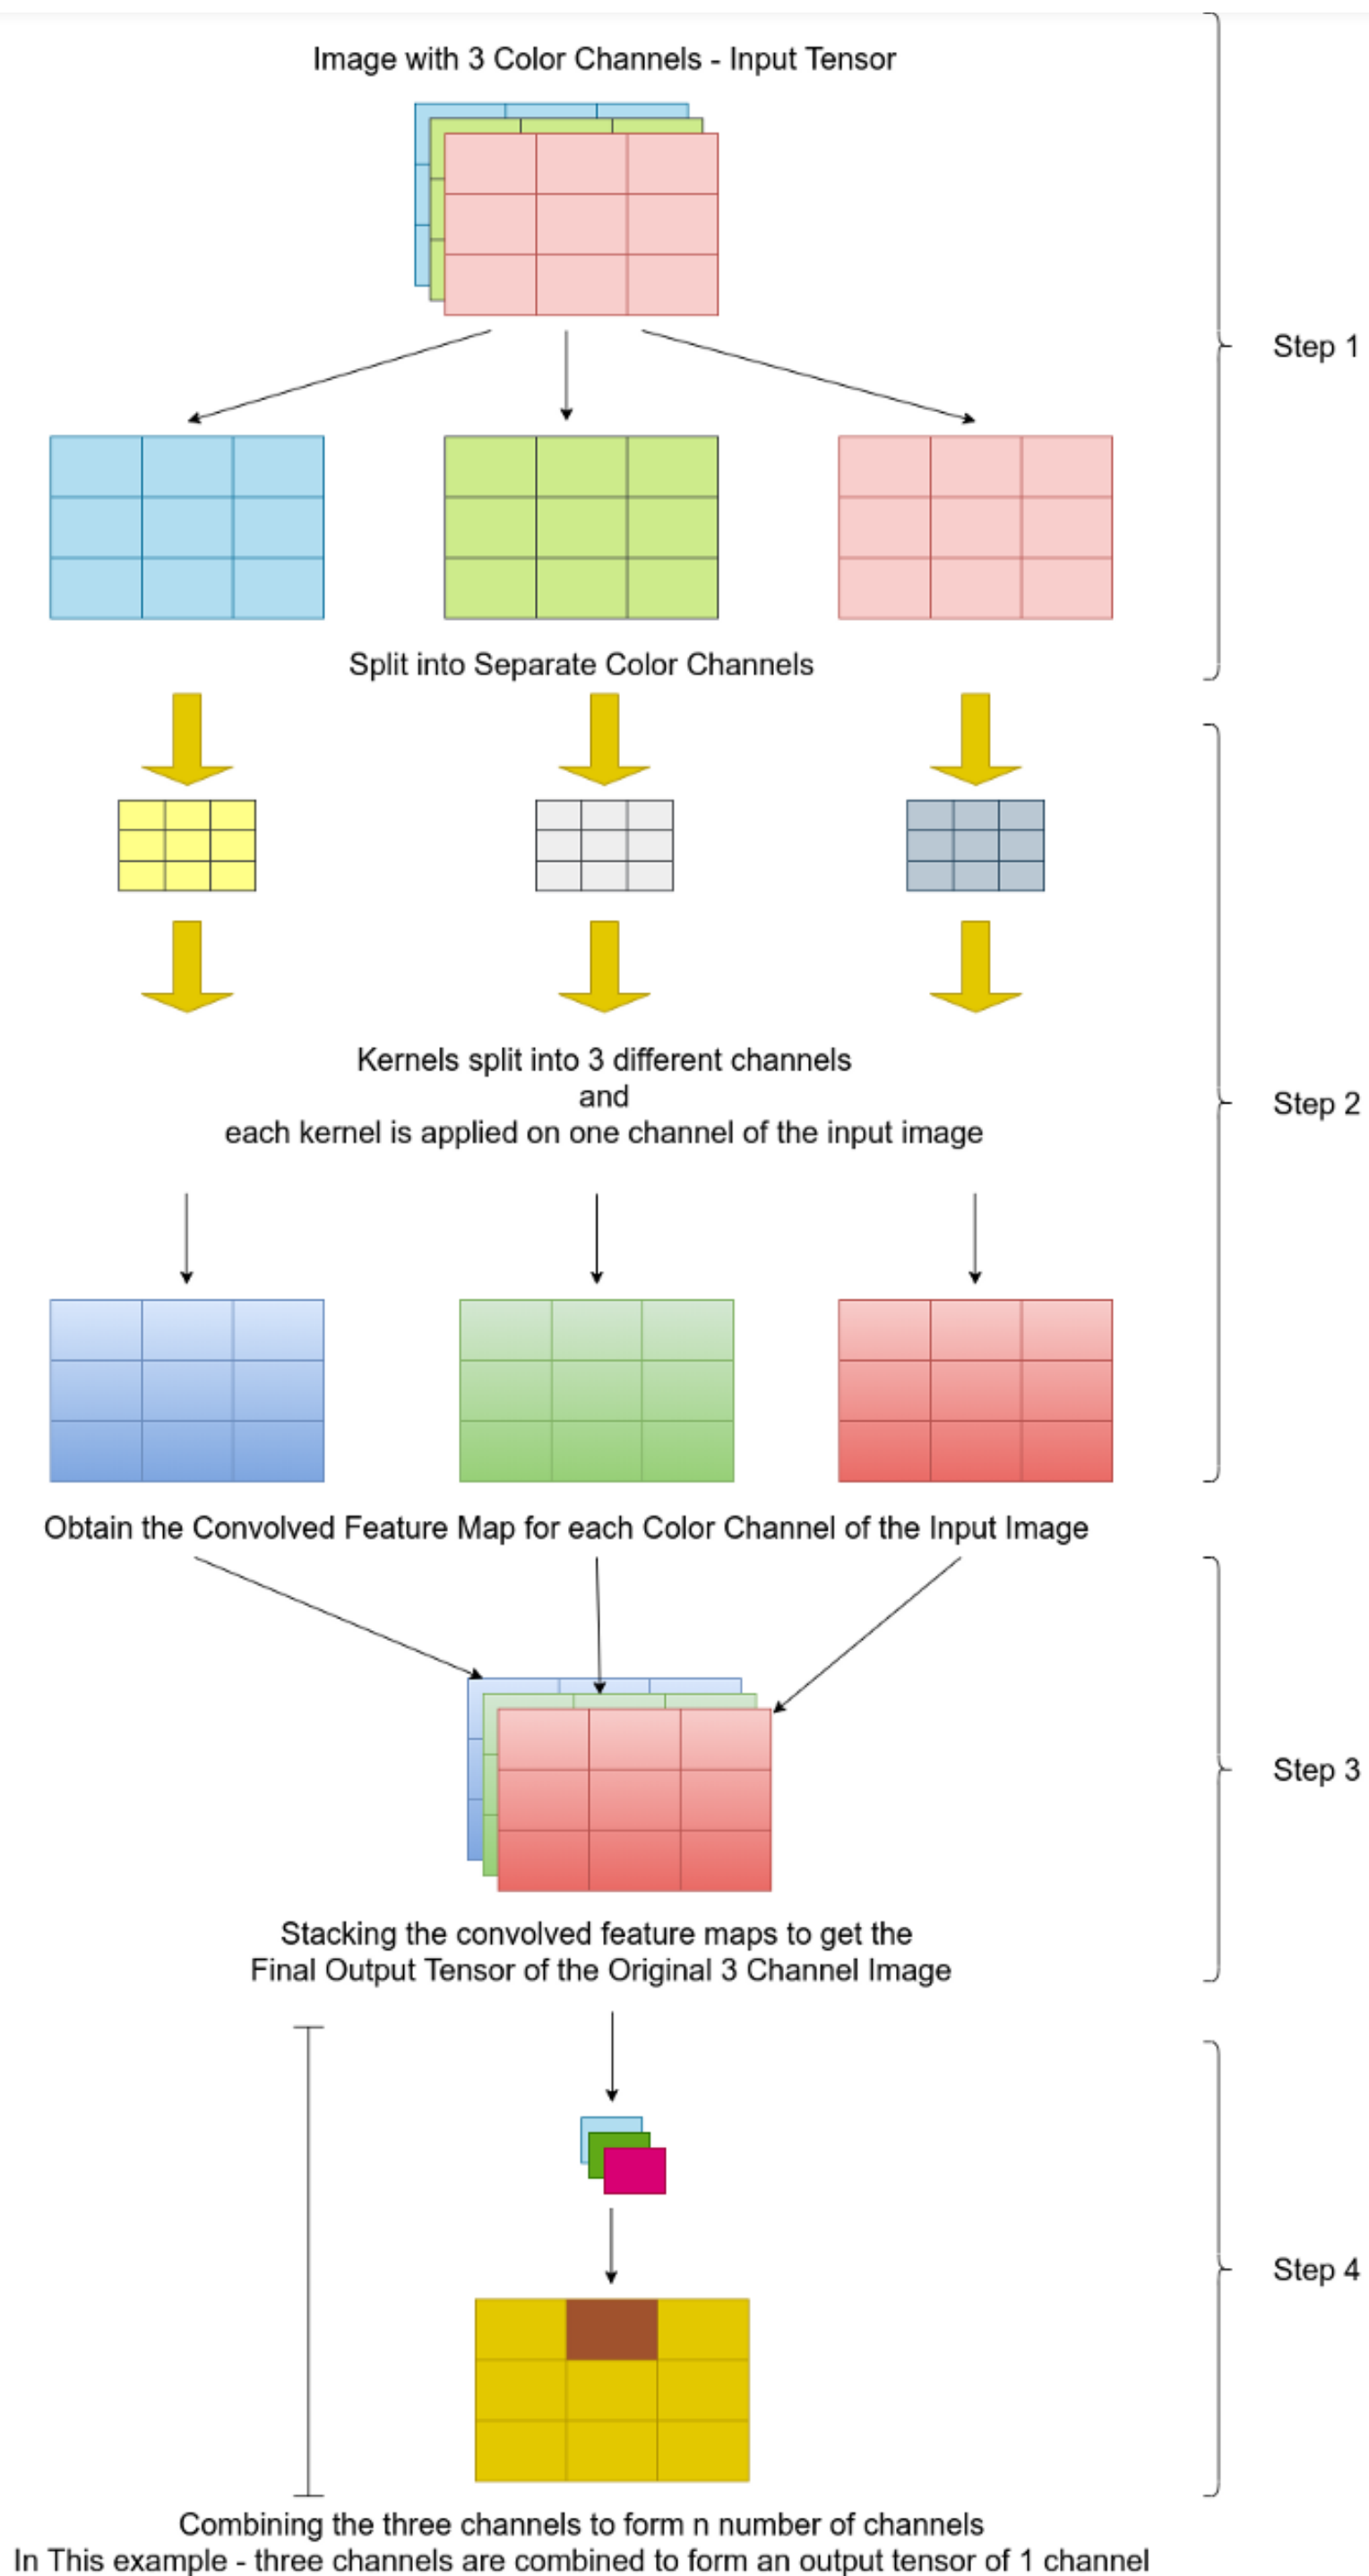 Image with 3 Color Channels - Input Tensor
Step 1
Split into Separate Color Channels
Kernels split into 3 different channels
and
each kernel is applied on one channel of the input image
Step 2
Obtain the Convolved Feature Map for each Color Channel of the Input Image
Step 3
Stacking the convolved feature maps to get the
Final Output Tensor of the Original 3 Channel Image
Step 4
Combining the three channels to form n number of channels
In This example - three channels are combined to form an output tensor of 1 channel